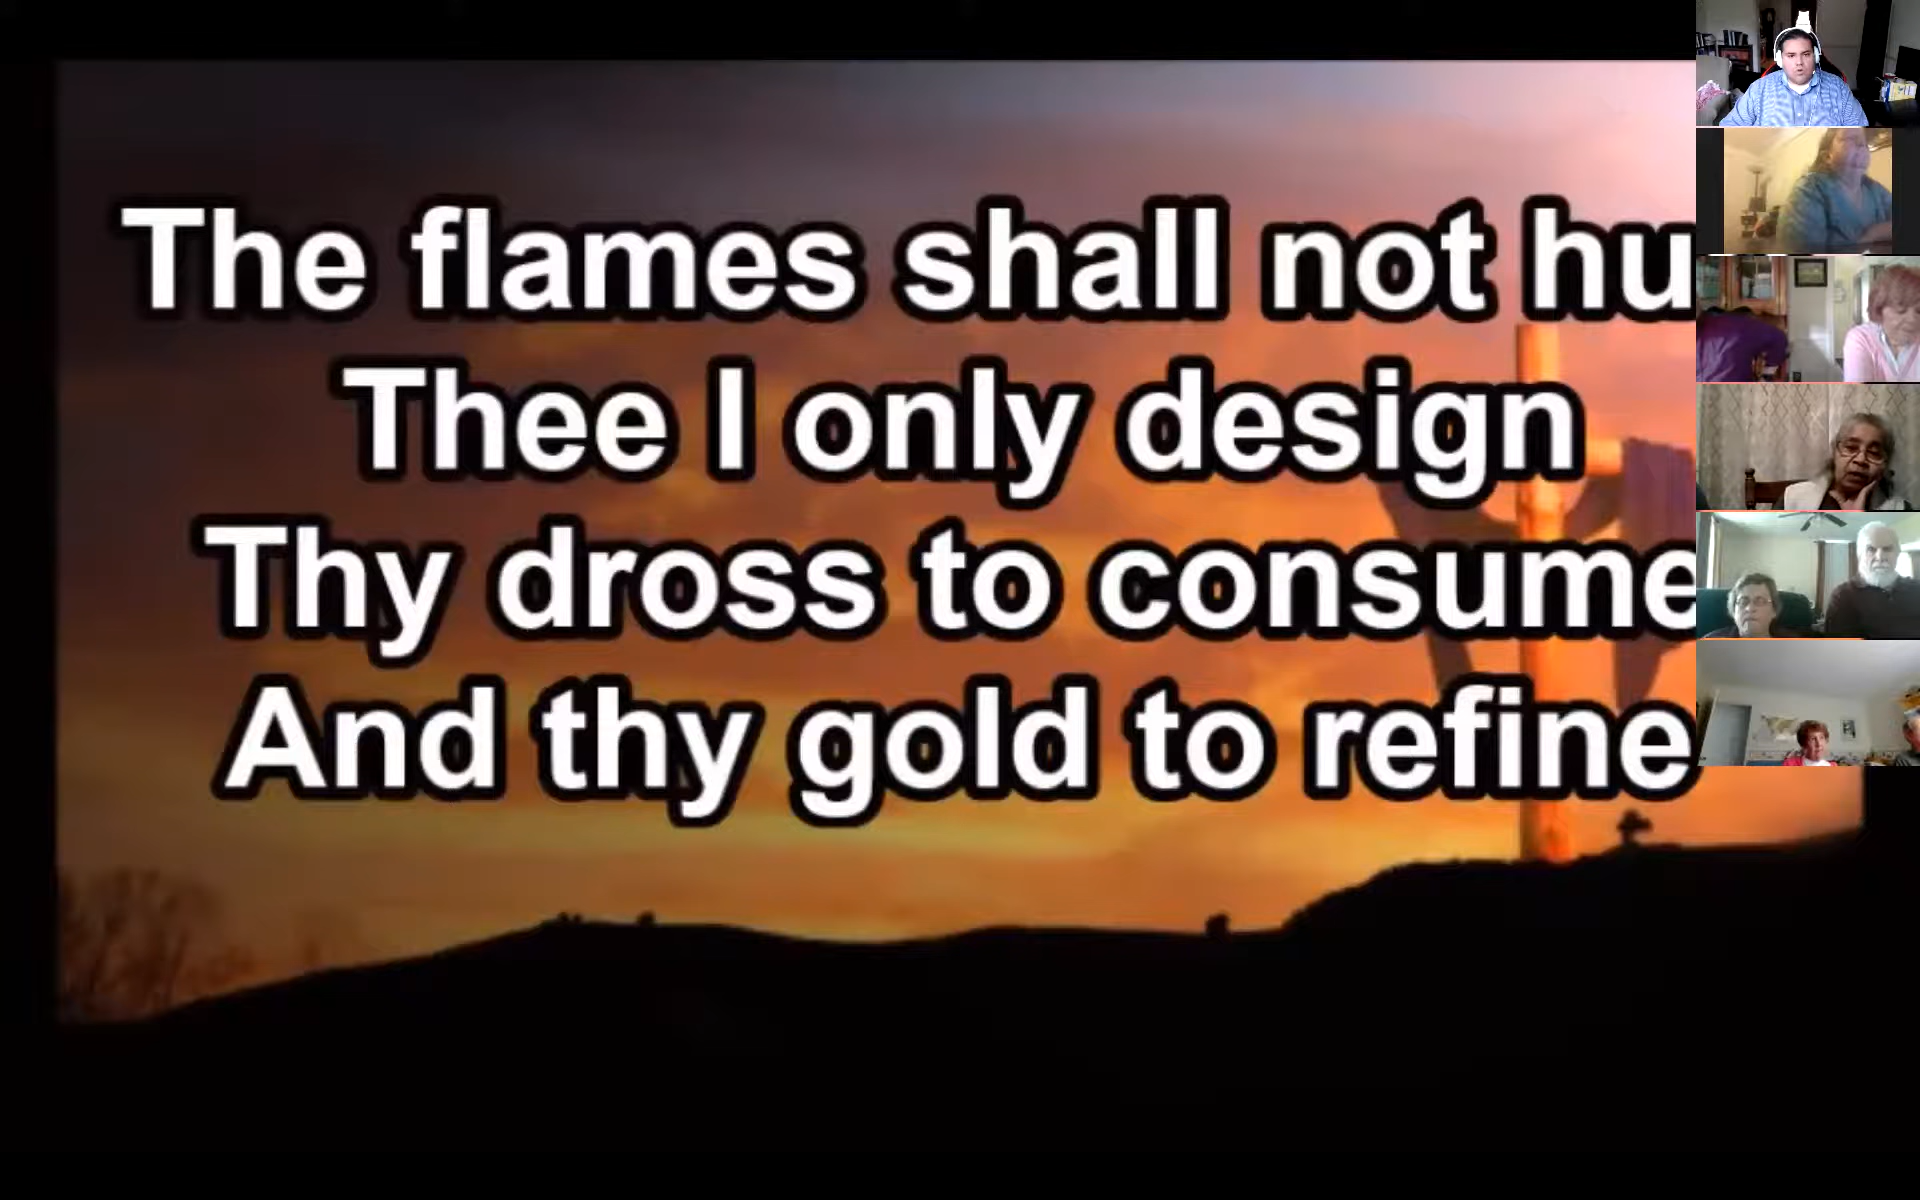 The flames shall not hu
Thee I only design
Thy dross to consume
And thy gold to refine